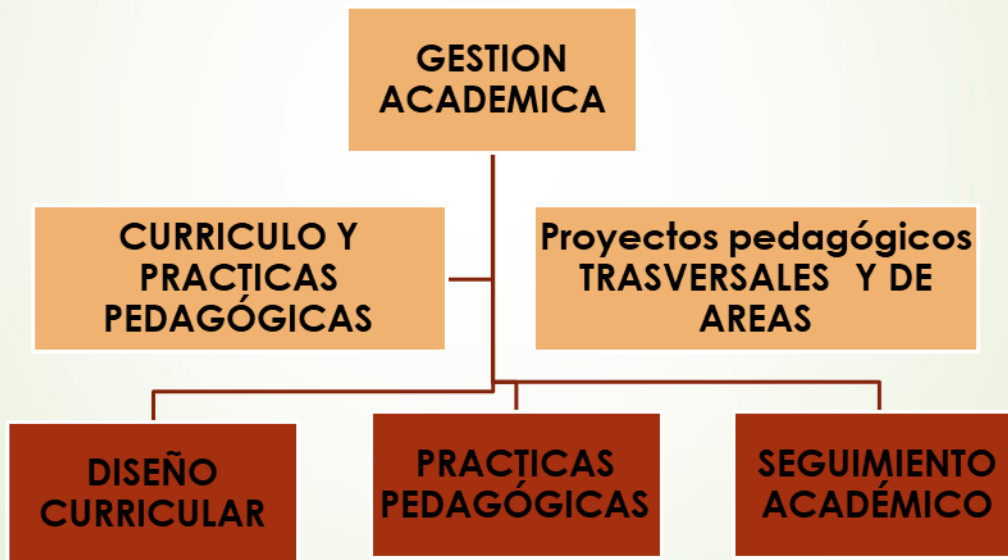 GESTION
ACADEMICA
CURRICULO Y
PRACTICAS
PEDAGÓGICAS
Proyectos pedagógicos
TRASVERSALES Y DE
AREAS
DISEÑO
CURRICULAR
PRACTICAS
PEDAGÓGICAS
SEGUIMIENTO
ACADÉMICO